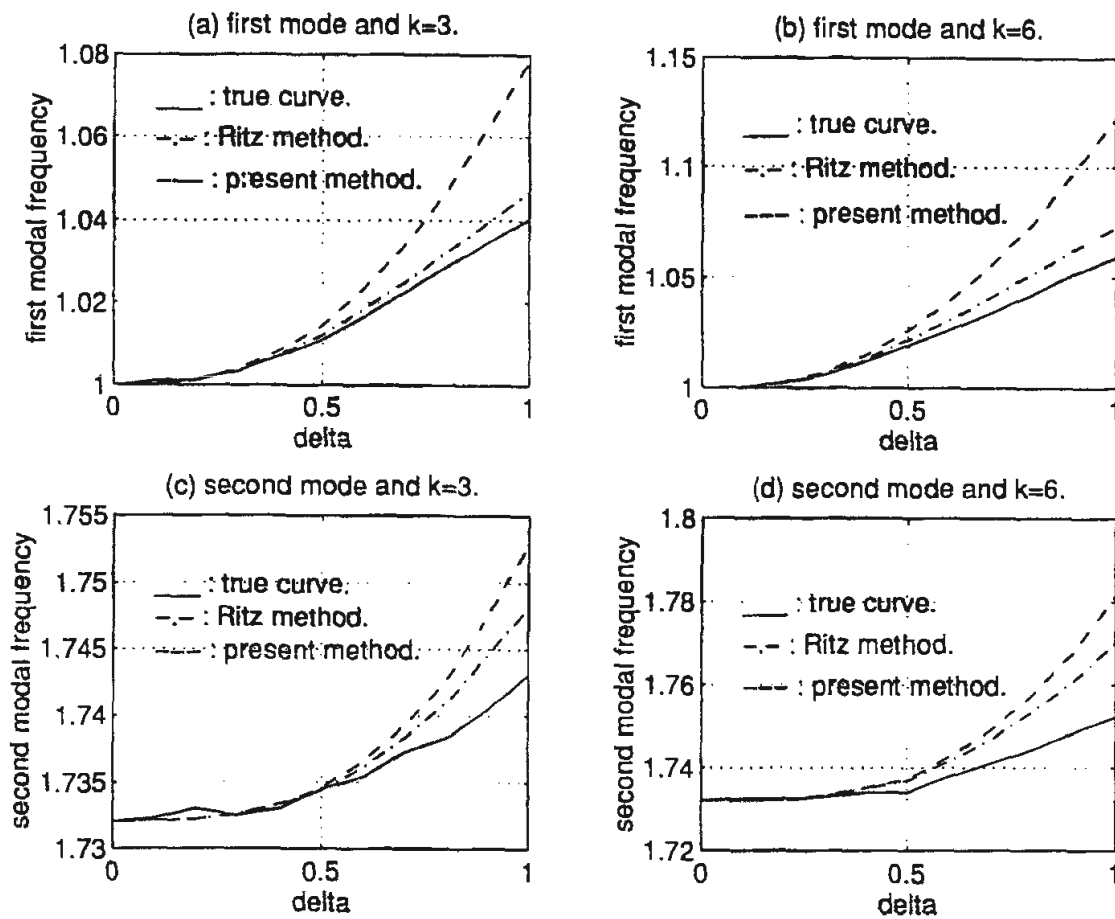 (a) first mode and k=3.
first modal frequency
1.08
1.06
1.04
1.02
1
: true curve.
: Ritz method.
: present method.
0
0.5
1
delta
(b) first mode and k=6.
first modal frequency
1.15
1.1
1.05
1
: true curve.
: Ritz method.
: present method.
0
0.5
1
delta
(c) second mode and k=3.
second modal frequency
1.755
1.75
1.745
1.74
1.735
1.73
: true curve.
: Ritz method.
: present method.
0
0.5
1
delta
(d) second mode and k=6.
second modal frequency
1.8
1.78
1.76
1.74
1.72
: true curve.
: Ritz method.
: present method.
0
0.5
1
delta